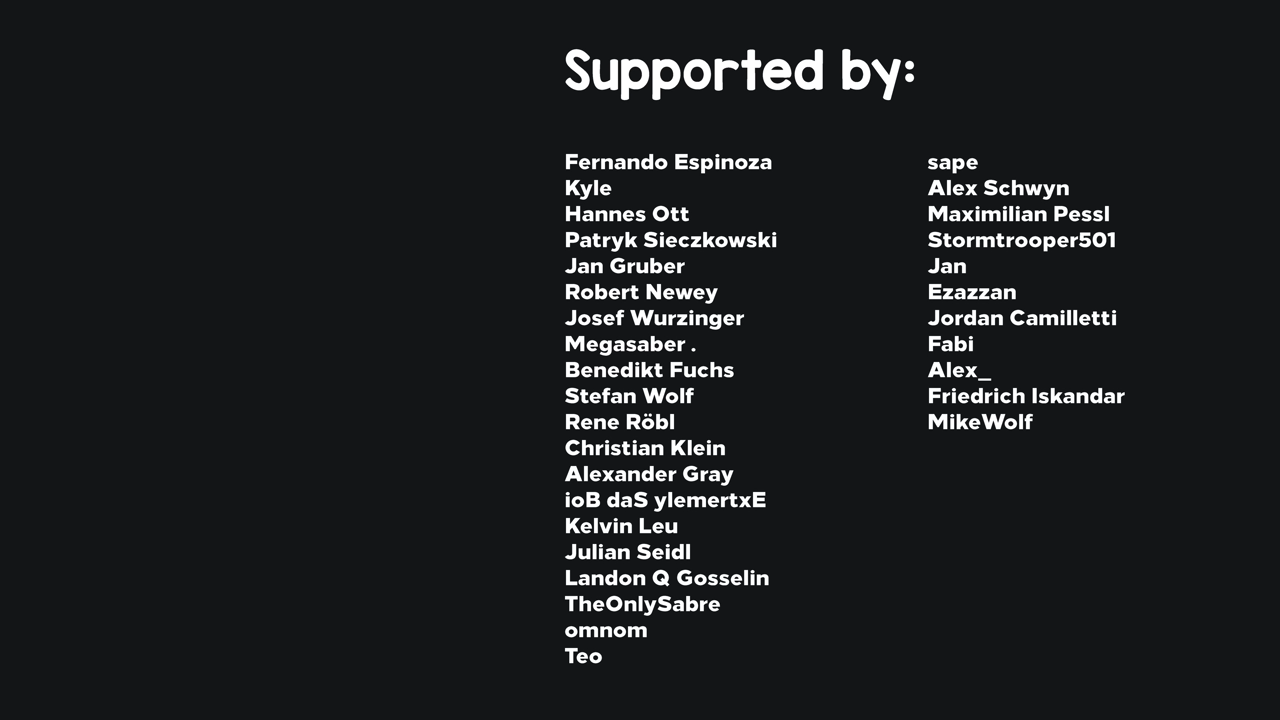 Supported by:
Fernando Espinoza
Kyle
Hannes Ott
Patryk Sieczkowski
Jan Gruber
Robert Newey
Josef Wurzinger
Megasaber .
Benedikt Fuchs
Stefan Wolf
Rene Röbl
Christian Klein
Alexander Gray
ioB daS ylemertxE
Kelvin Leu
Julian Seidl
Landon Q Gosselin
TheOnlySabre
omnom
Teo
sape
Alex Schwyn
Maximilian Pessl
Stormtrooper501
Jan
Ezazzan
Jordan Camilletti
Fabi
Alex_
Friedrich Iskandar
MikeWolf